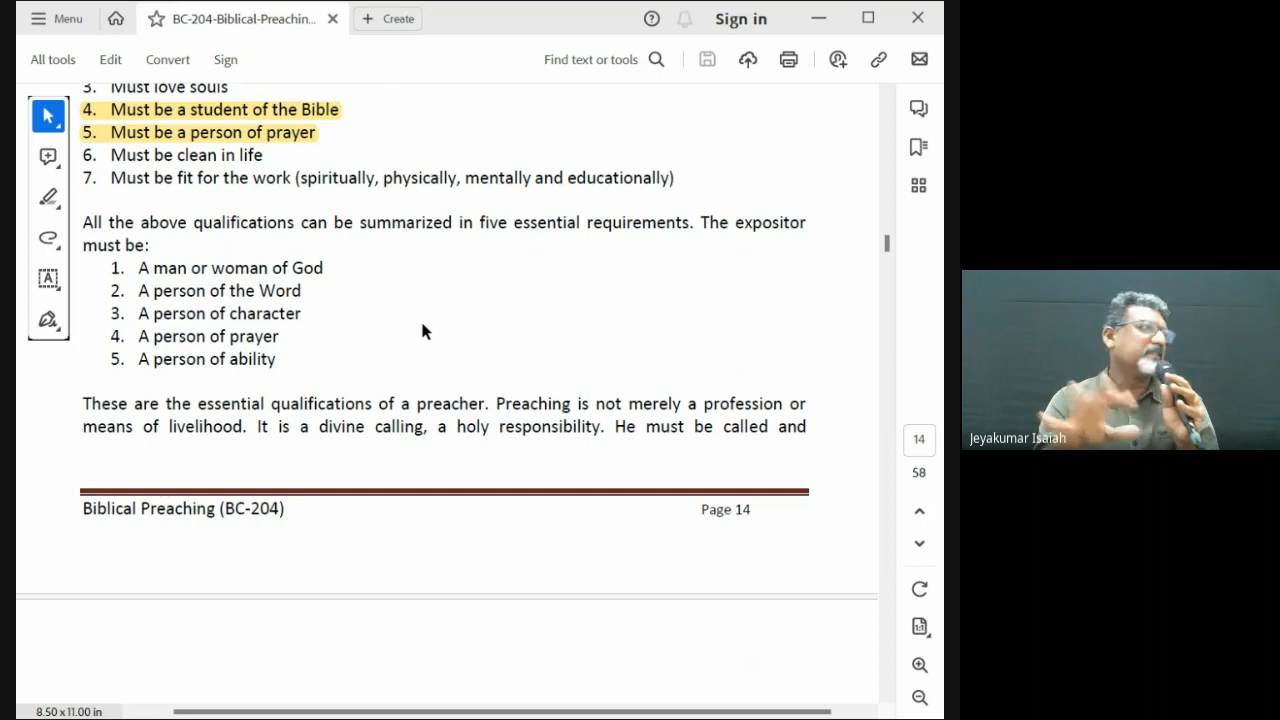 Menu
BC-204-Biblical-Preachin...
Create
Sign in
All tools
Edit
Convert
Sign
Find text or tools
3. Must love souls
4. Must be a student of the Bible
5. Must be a person of prayer
6. Must be clean in life
7. Must be fit for the work (spiritually, physically, mentally and educationally)
All the above qualifications can be summarized in five essential requirements. The expositor
must be:
1. A man or woman of God
2. A person of the Word
3. A person of character
4. A person of prayer
5. A person of ability
These are the essential qualifications of a preacher. Preaching is not merely a profession or
means of livelihood. It is a divine calling, a holy responsibility. He must be called and
Biblical Preaching (BC-204)
Page 14
14
58
8.50 x 11.00 in
Jeyakumar Isaiah